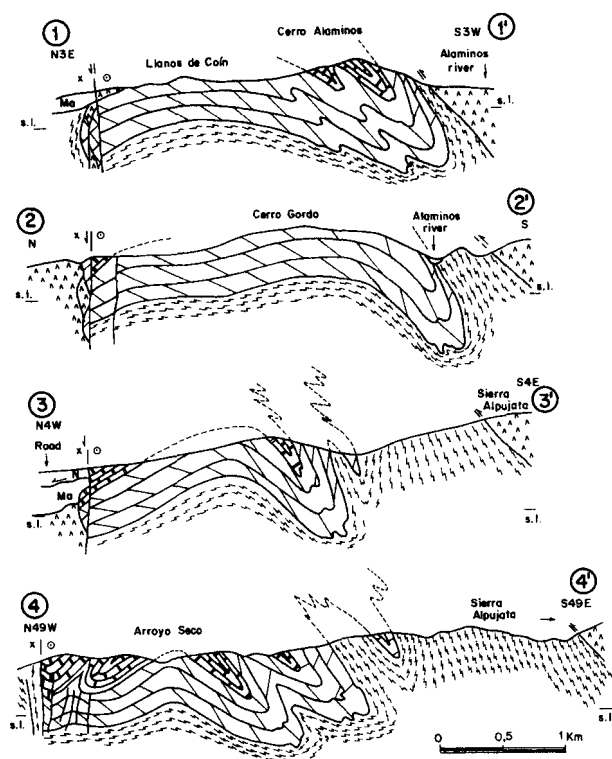 1
N3E
x
Llanos de Coín
Cerro Alaminos
S3W
1'
Alaminos
river
Ma
s.l.
2
N
x
Cerro Gordo
Alaminos
river
2'
S
s.l.
s.l.
3
N4W
Road
x
N
Ma
s.l.
Sierra
Alpujata
S4E
3'
s.l.
4
N49W
x
Arroyo Seco
Sierra
Alpujata
4'
S49E
s.l.
s.l.
0 0,5 1 Km